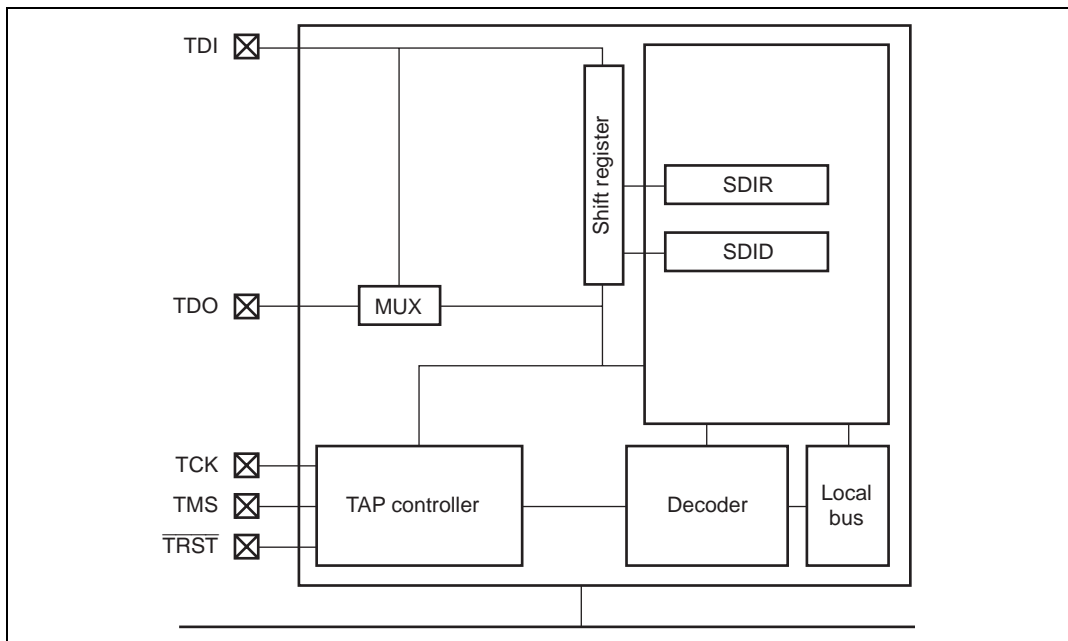 TDI
Shift register
SDIR
SDID
TDO
MUX
TCK
TMS
TRST
TAP controller
Decoder
Local
bus